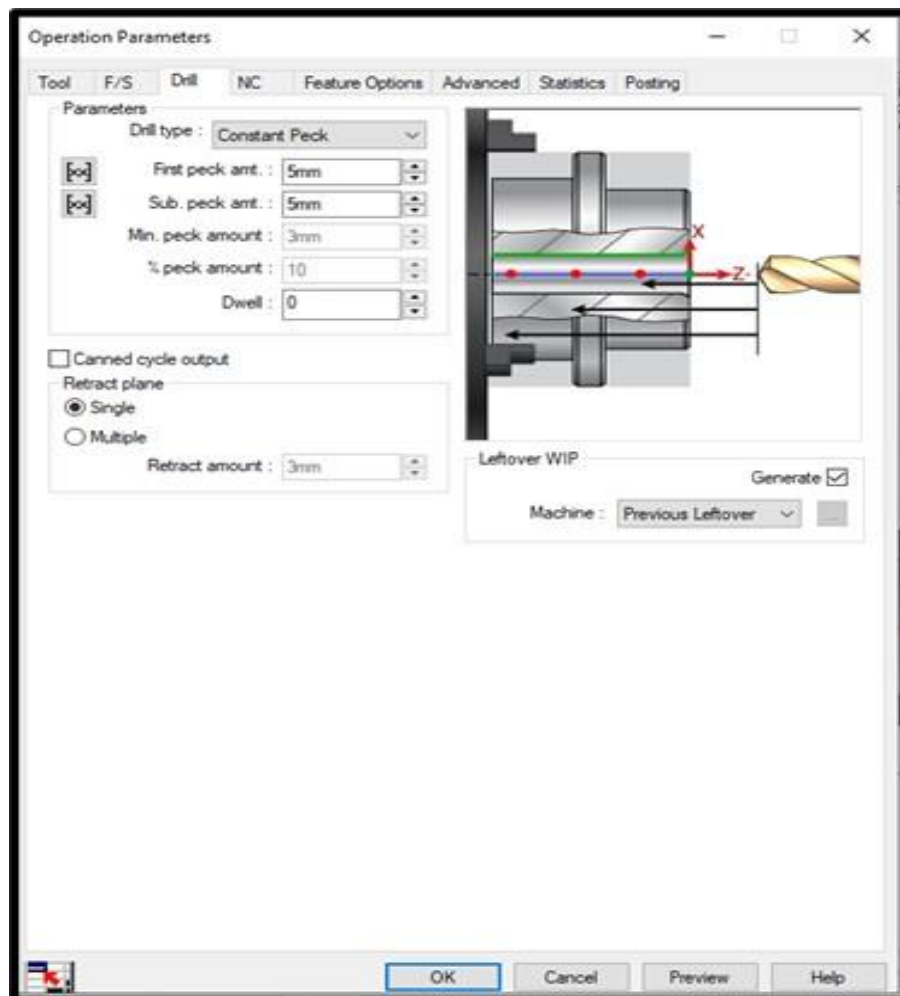 Operation Parameters
Tool F/S Drill NC Feature Options Advanced Statistics Posting
Parameters
Drill type : Constant Peck
First peck amt. : 5mm
Sub. peck amt. : 5mm
Min. peck amount : 3mm
% peck amount : 10
Dwell : 0
Canned cycle output
Retract plane
Single
Multiple
Retract amount : 3mm
X
Z
Leftover WIP
Generate
Machine : Previous Leftover ...
OK Cancel Preview Help